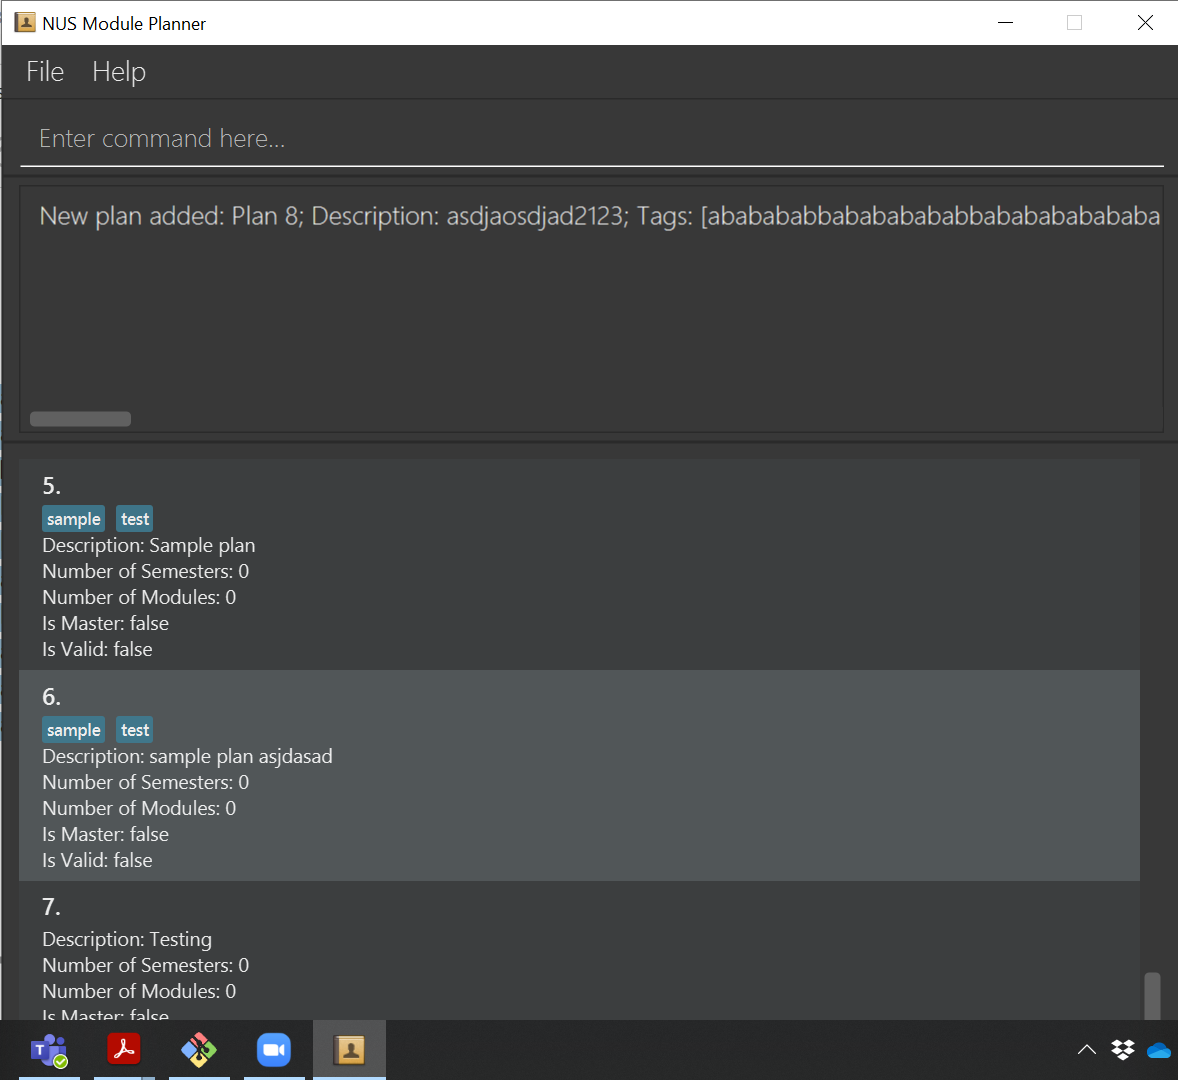 NUS Module Planner
File Help
Enter command here...
New plan added: Plan 8; Description: asdjaosdjad2123; Tags: [ababababbababababbababababababa
5.
sample test
Description: Sample plan
Number of Semesters: 0
Number of Modules: 0
Is Master: false
Is Valid: false
6.
sample test
Description: sample plan asjdasad
Number of Semesters: 0
Number of Modules: 0
Is Master: false
Is Valid: false
7.
Description: Testing
Number of Semesters: 0
Number of Modules: 0
Is Master: false
T